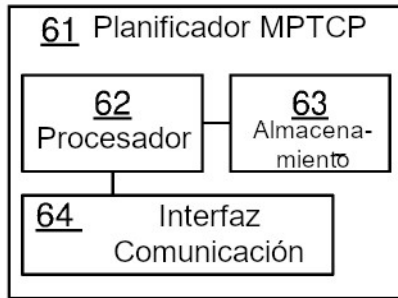 61 Planificador MPTCP
62
Procesador
63
Almacena-
miento
64 Interfaz
Comunicación